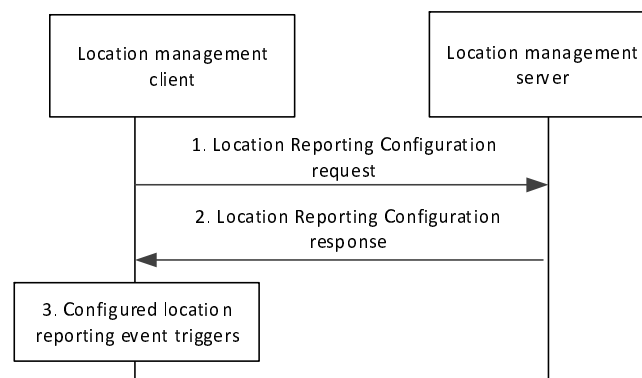 Location management
client
Location management
server
1. Location Reporting Configuration
request
2. Location Reporting Configuration
response
3. Configured location
reporting event triggers